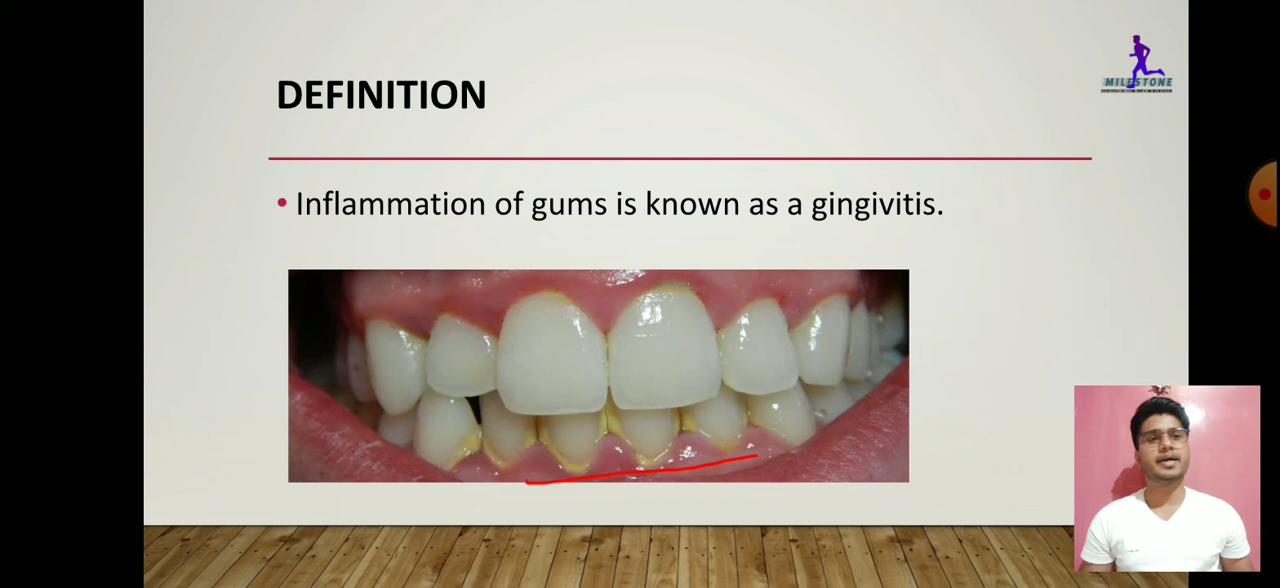 MILESTONE
DEFINITION
• Inflammation of gums is known as a gingivitis.